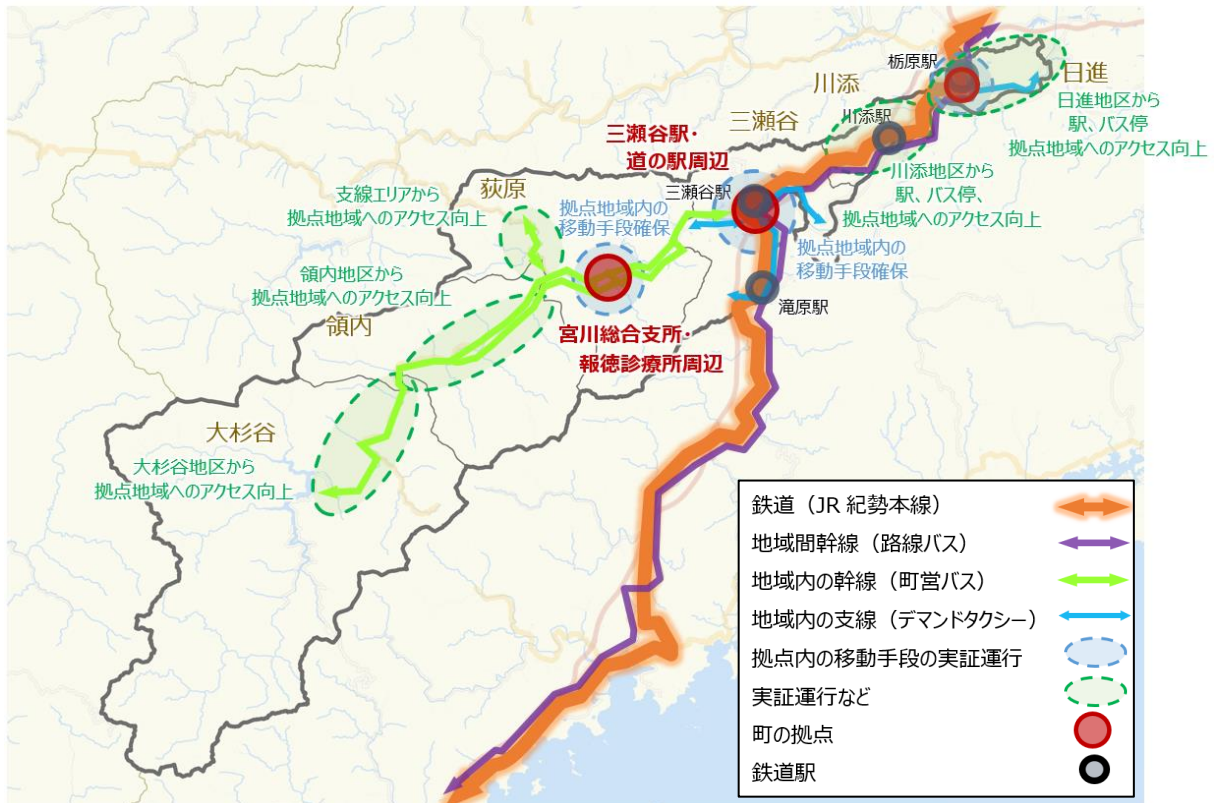 栃原駅
日進
川添
日進地区から
駅、バス停
拠点地域へのアクセス向上
川添駅
三瀬谷
三瀬谷駅・
道の駅周辺
川添地区から
駅、バス停、
拠点地域へのアクセス向上
荻原
支線エリアから
拠点地域へのアクセス向上
三瀬谷駅
拠点地域内の
移動手段確保
拠点地域内の
移動手段確保
領内地区から
拠点地域へのアクセス向上
領内
滝原駅
宮川総合支所・
報徳診療所周辺
大杉谷
大杉谷地区から
拠点地域へのアクセス向上
鉄道（JR 紀勢本線）
地域間幹線（路線バス）
地域内の幹線（町営バス）
地域内の支線（デマンドタクシー）
拠点内の移動手段の実証運行
実証運行など
町の拠点
鉄道駅